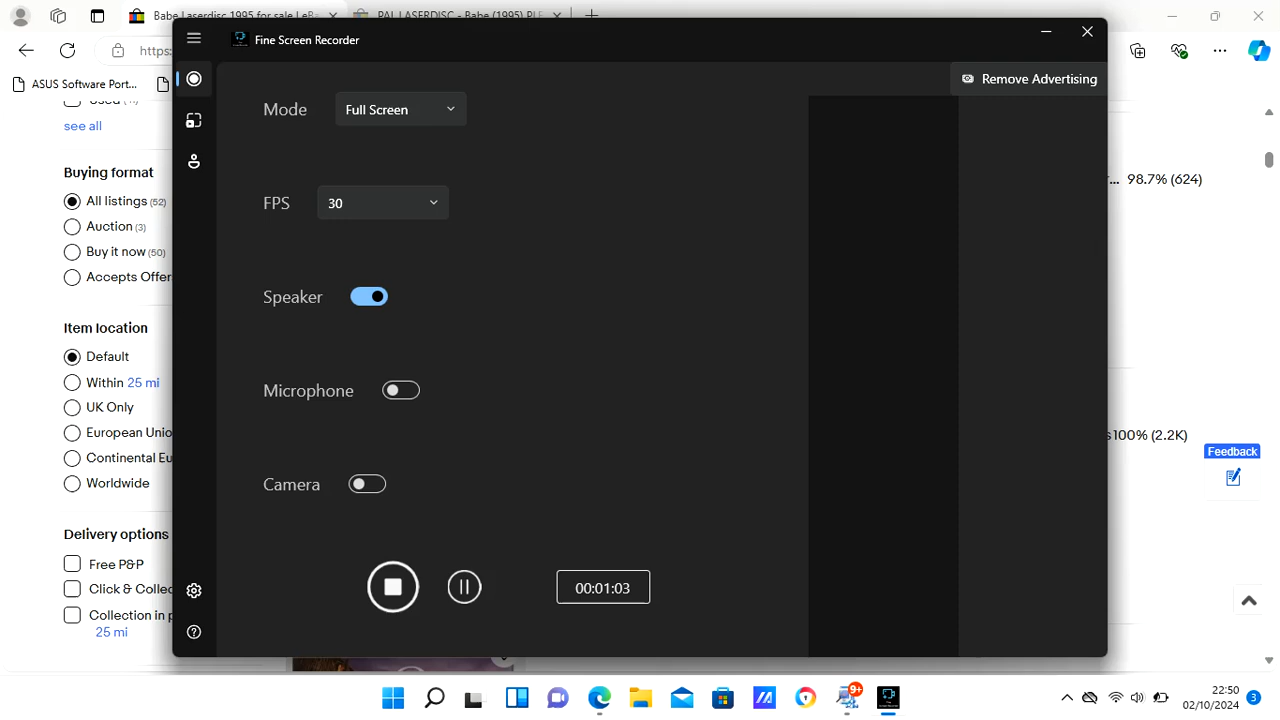 Babe Laserdisc 1995 for sale LeBa
PAL LASERDISC - Babe (1995) PLE
https:
ASUS Software Port...
Fine Screen Recorder
Remove Advertising
Mode
Full Screen
FPS
30
Speaker
Microphone
Camera
00:01:03
see all
Buying format
All listings (52)
Auction (3)
Buy it now (50)
Accepts Offer
Item location
Default
Within 25 mi
UK Only
European Unio
Continental Eu
Worldwide
Delivery options
Free P&P
Click & Collec
Collection in p
25 mi
r... 98.7% (624)
s100% (2.2K)
Feedback
9+
22:50
02/10/2024
3